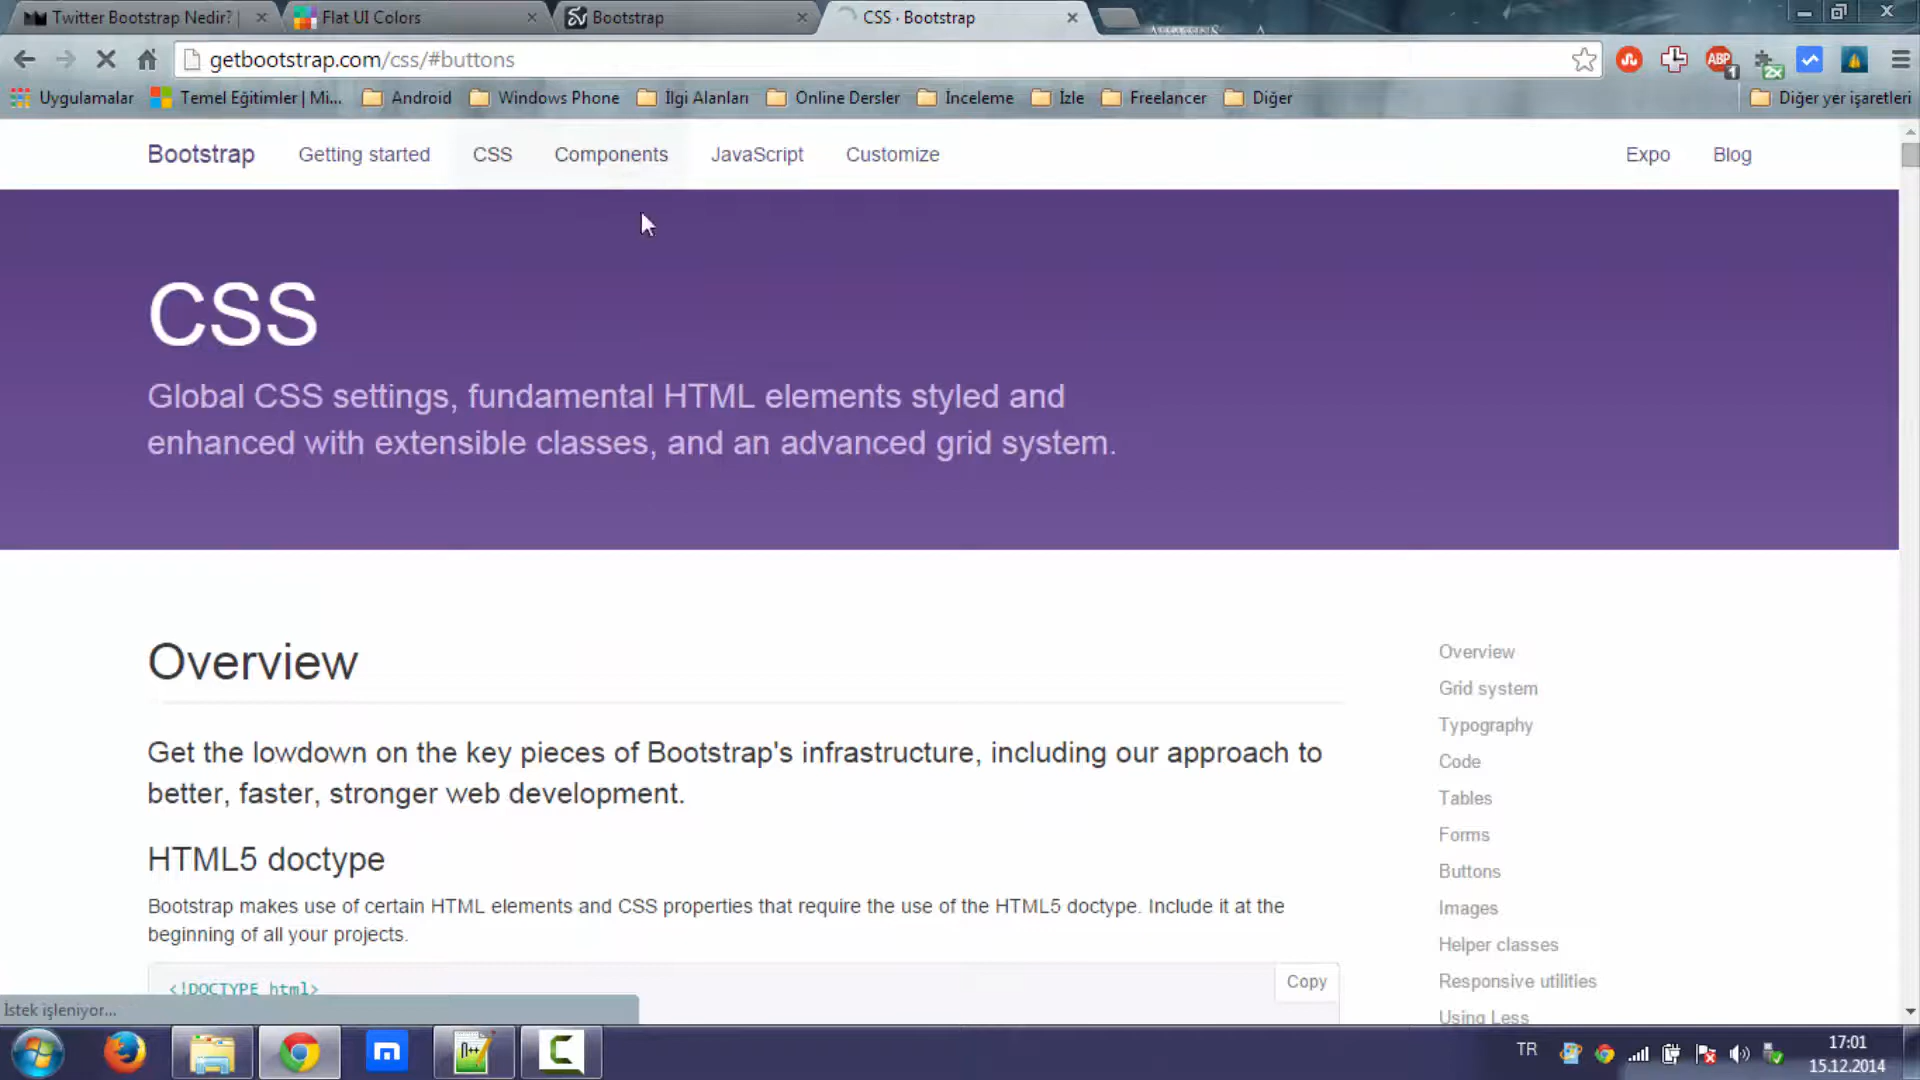 Twitter Bootstrap Nedir? |
Flat UI Colors
Bootstrap
CSS · Bootstrap
getbootstrap.com/css/#buttons
ABP
1
2x
Uygulamalar
Temel Eğitimler | Mi...
Android
Windows Phone
İlgi Alanları
Online Dersler
İnceleme
İzle
Freelancer
Diğer
Diğer yer işaretleri
Bootstrap
Getting started
CSS
Components
JavaScript
Customize
Expo
Blog
CSS
Global CSS settings, fundamental HTML elements styled and
enhanced with extensible classes, and an advanced grid system.
Overview
Get the lowdown on the key pieces of Bootstrap's infrastructure, including our approach to
better, faster, stronger web development.
HTML5 doctype
Bootstrap makes use of certain HTML elements and CSS properties that require the use of the HTML5 doctype. Include it at the
beginning of all your projects.
Copy
<!DOCTYPE html>
Overview
Grid system
Typography
Code
Tables
Forms
Buttons
Images
Helper classes
Responsive utilities
Using Less
İstek işleniyor...
TR
17:01
15.12.2014